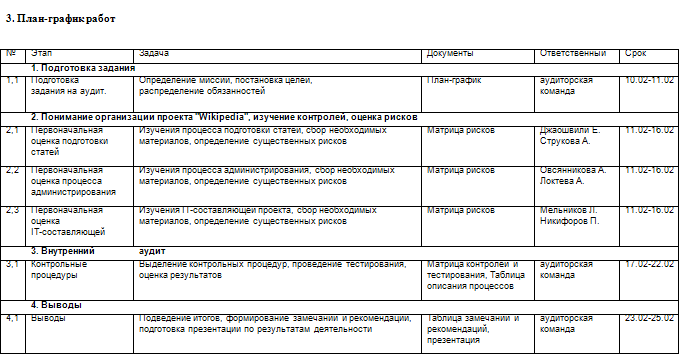 3. План-график работ
№ Этап Задача Документы Ответственный Срок
1. Подготовка задания
1,1 Подготовка Определение миссии, постановка целей, План-график аудиторская 10.02-11.02
задания на аудит. распределение обязанностей команда
2. Понимание организации проекта "Wikipedia", изучение контролей, оценка рисков
2,1 Первоначальная Изучения процесса подготовки статей, сбор необходимых Матрица рисков Джаошвили Е. 11.02-16.02
оценка подготовки материалов, определение существенных рисков Струкова А.
статей
2,2 Первоначальная Изучения процесса администрирования, сбор необходимых Матрица рисков Овсянникова А. 11.02-16.02
оценка процесса материалов, определение существенных рисков Локтева А.
администрирования
2,3 Первоначальная Изучения IT-составляющей проекта, сбор необходимых Матрица рисков Мельников Л. 11.02-16.02
оценка материалов, определение существенных рисков Никифоров П.
IT-составляющей
3. Внутренний аудит
3,1 Контрольные Выделение контрольных процедур, проведение тестирования, Матрица контролей и аудиторская 17.02-22.02
процедуры оценка результатов тестирования, Таблица команда
описания процессов
4. Выводы
4,1 Выводы Подведение итогов, формирование замечаний и рекомендаций, Таблица замечаний и аудиторская 23.02-25.02
подготовка презентации по результатам деятельности рекомендаций, команда
презентация